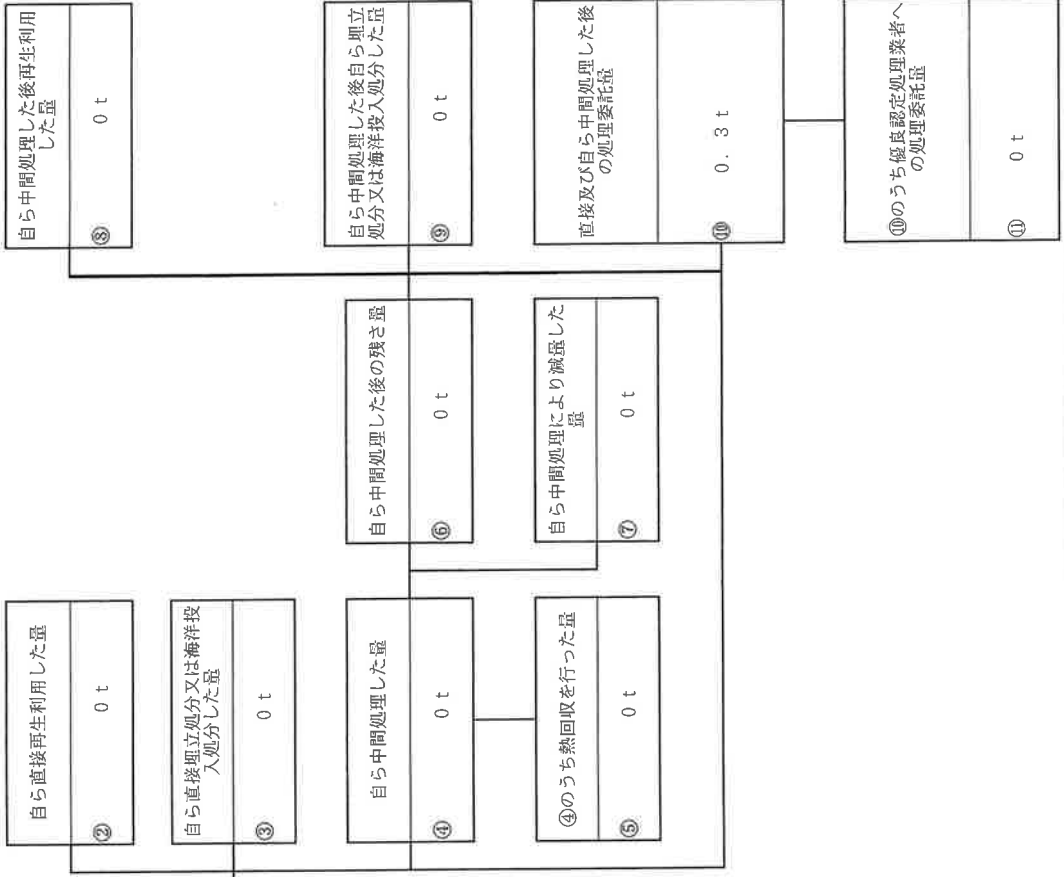 自ら直接再生利用した量
② 0 t
自ら直接埋立処分又は海洋投
入処分した量
③ 0 t
自ら中間処理した量
④ 0 t
④のうち熱回収を行った量
⑤ 0 t
自ら中間処理した後の残さ量
⑥ 0 t
自ら中間処理により減量した
量
⑦ 0 t
自ら中間処理した後再生利用
した量
⑧ 0 t
自ら中間処理した後自ら埋立
処分又は海洋投入処分した量
⑨ 0 t
直接及び自ら中間処理した後
の処理委託量
⑩ 0. 3 t
⑩のうち優良認定処理業者へ
の処理委託量
⑪ 0 t